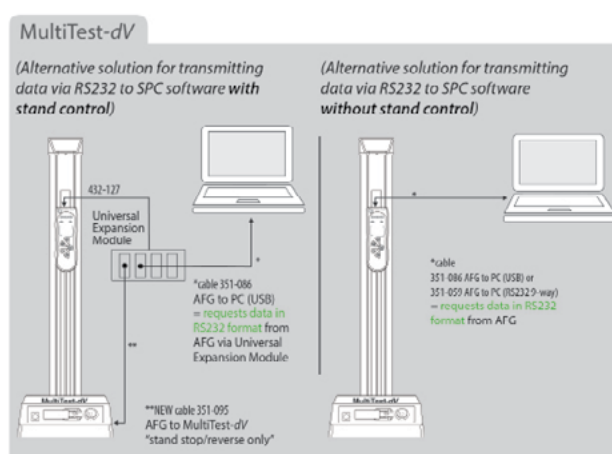 MultiTest-dV
(Alternative solution for transmitting
data via RS232 to SPC software with
stand control)
432-127
Universal
Expansion
Module
*
*cable 351-086
AFG to PC (USB)
= requests data in
RS232 format from
AFG via Universal
Expansion Module
**
**NEW cable 351-095
AFG to MultiTest-dV
"stand stop/reverse only"
MultiTest-dV
(Alternative solution for transmitting
data via RS232 to SPC software
without stand control)
*
*cable
351-086 AFG to PC (USB) or
351-059 AFG to PC (RS232 9-way)
= requests data in RS232
format from AFG
MultiTest-dV